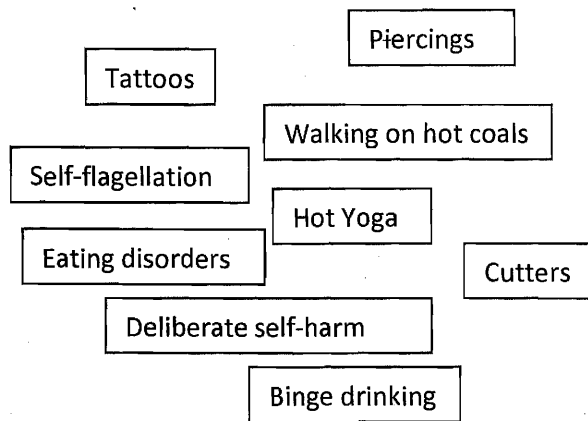 Piercings
Tattoos
Walking on hot coals
Self-flagellation
Hot Yoga
Eating disorders
Cutters
Deliberate self-harm
Binge drinking